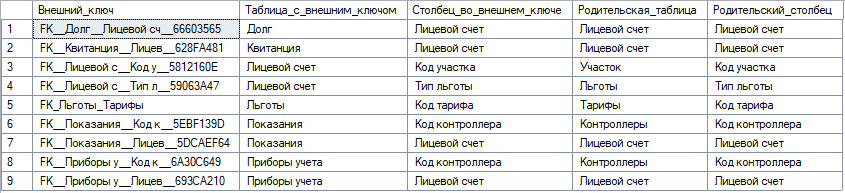 Внешний_ключ Таблица_с_внешним_ключом Столбец_во_внешнем_ключе Родительская_таблица Родительский_столбец
1 FK__Долг__Лицевой сч__66603565 Долг Лицевой счет Лицевой счет Лицевой счет
2 FK__Квитанция__Лицев__628FA481 Квитанция Лицевой счет Лицевой счет Лицевой счет
3 FK__Лицевой с__Код у__5812160E Лицевой счет Код участка Участок Код участка
4 FK__Лицевой с__Тип л__59063A47 Лицевой счет Тип льготы Льготы Тип льготы
5 FK_Льготы_Тарифы Льготы Код тарифа Тарифы Код тарифа
6 FK__Показания__Код к__5EBF139D Показания Код контроллера Контроллеры Код контроллера
7 FK__Показания__Лицев__5DCAEF64 Показания Лицевой счет Лицевой счет Лицевой счет
8 FK__Приборы у__Код к__6A30C649 Приборы учета Код контроллера Контроллеры Код контроллера
9 FK__Приборы у__Лицев__693CA210 Приборы учета Лицевой счет Лицевой счет Лицевой счет